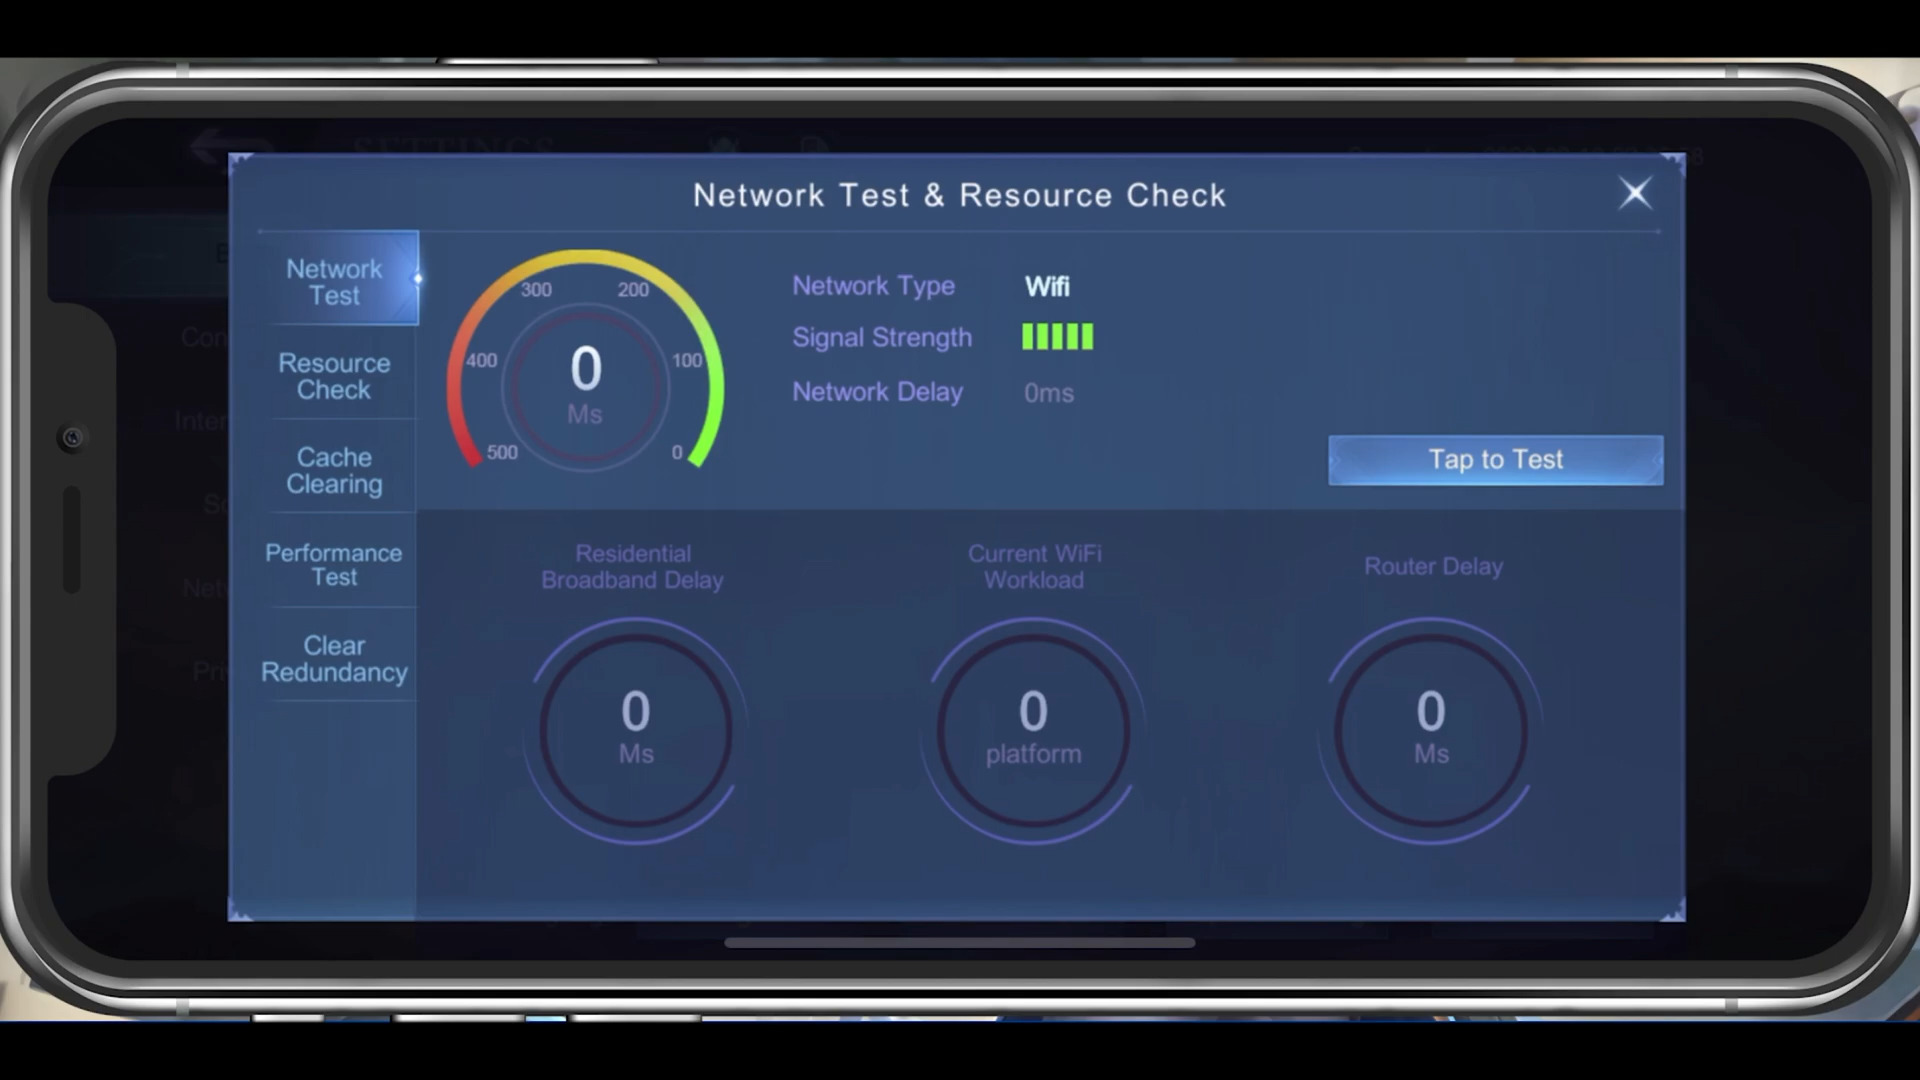 SETTINGS
Network Test & Resource Check
Network
Test
Resource
Check
Cache
Clearing
Performance
Test
Clear
Redundancy
300
200
400
100
500
0
0
Ms
Network Type
Wifi
Signal Strength
Network Delay
0ms
Tap to Test
Residential
Broadband Delay
0
Ms
Current WiFi
Workload
0
platform
Router Delay
0
Ms